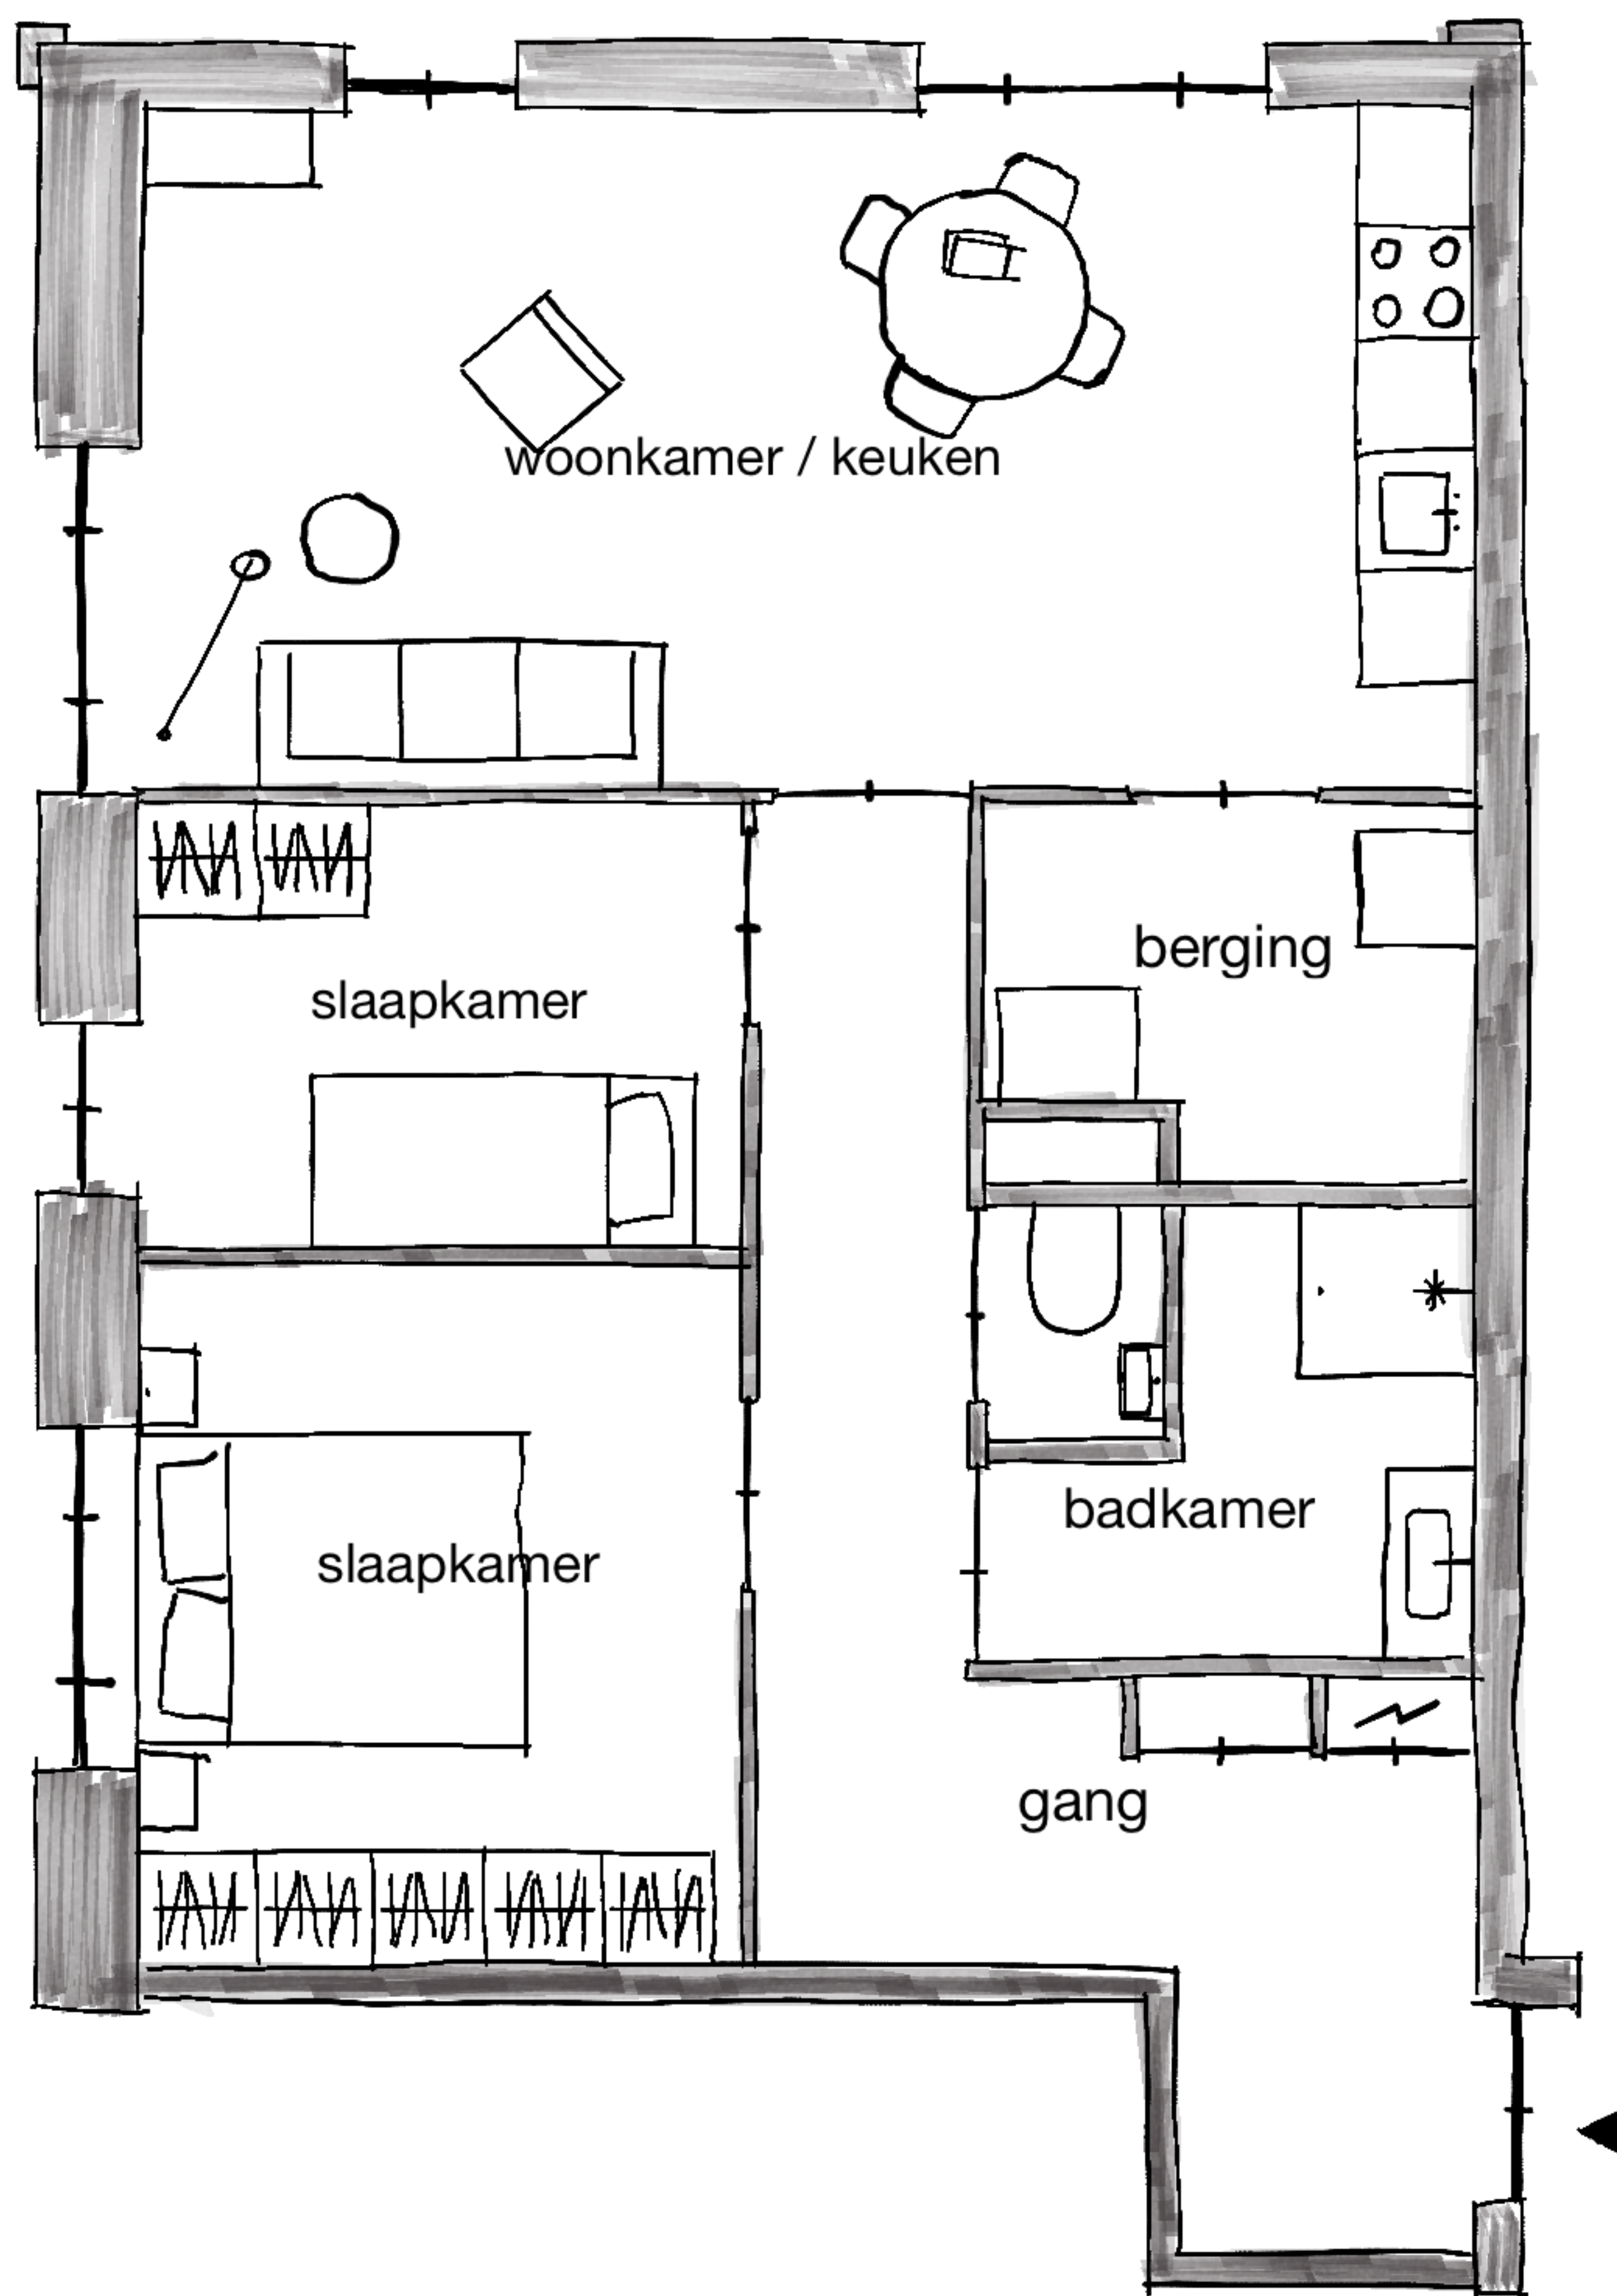 woonkamer / keuken
berging
slaapkamer
badkamer
slaapkamer
gang